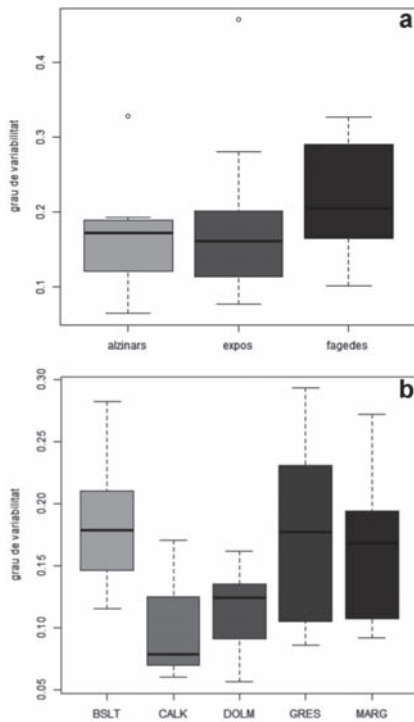 a
grau de variabilitat
0.4
0.3
0.2
0.1
alzinars expos fagedes
b
grau de variabilitat
0.30
0.25
0.20
0.15
0.10
0.05
BSLT CALK DOLM GRES MARG